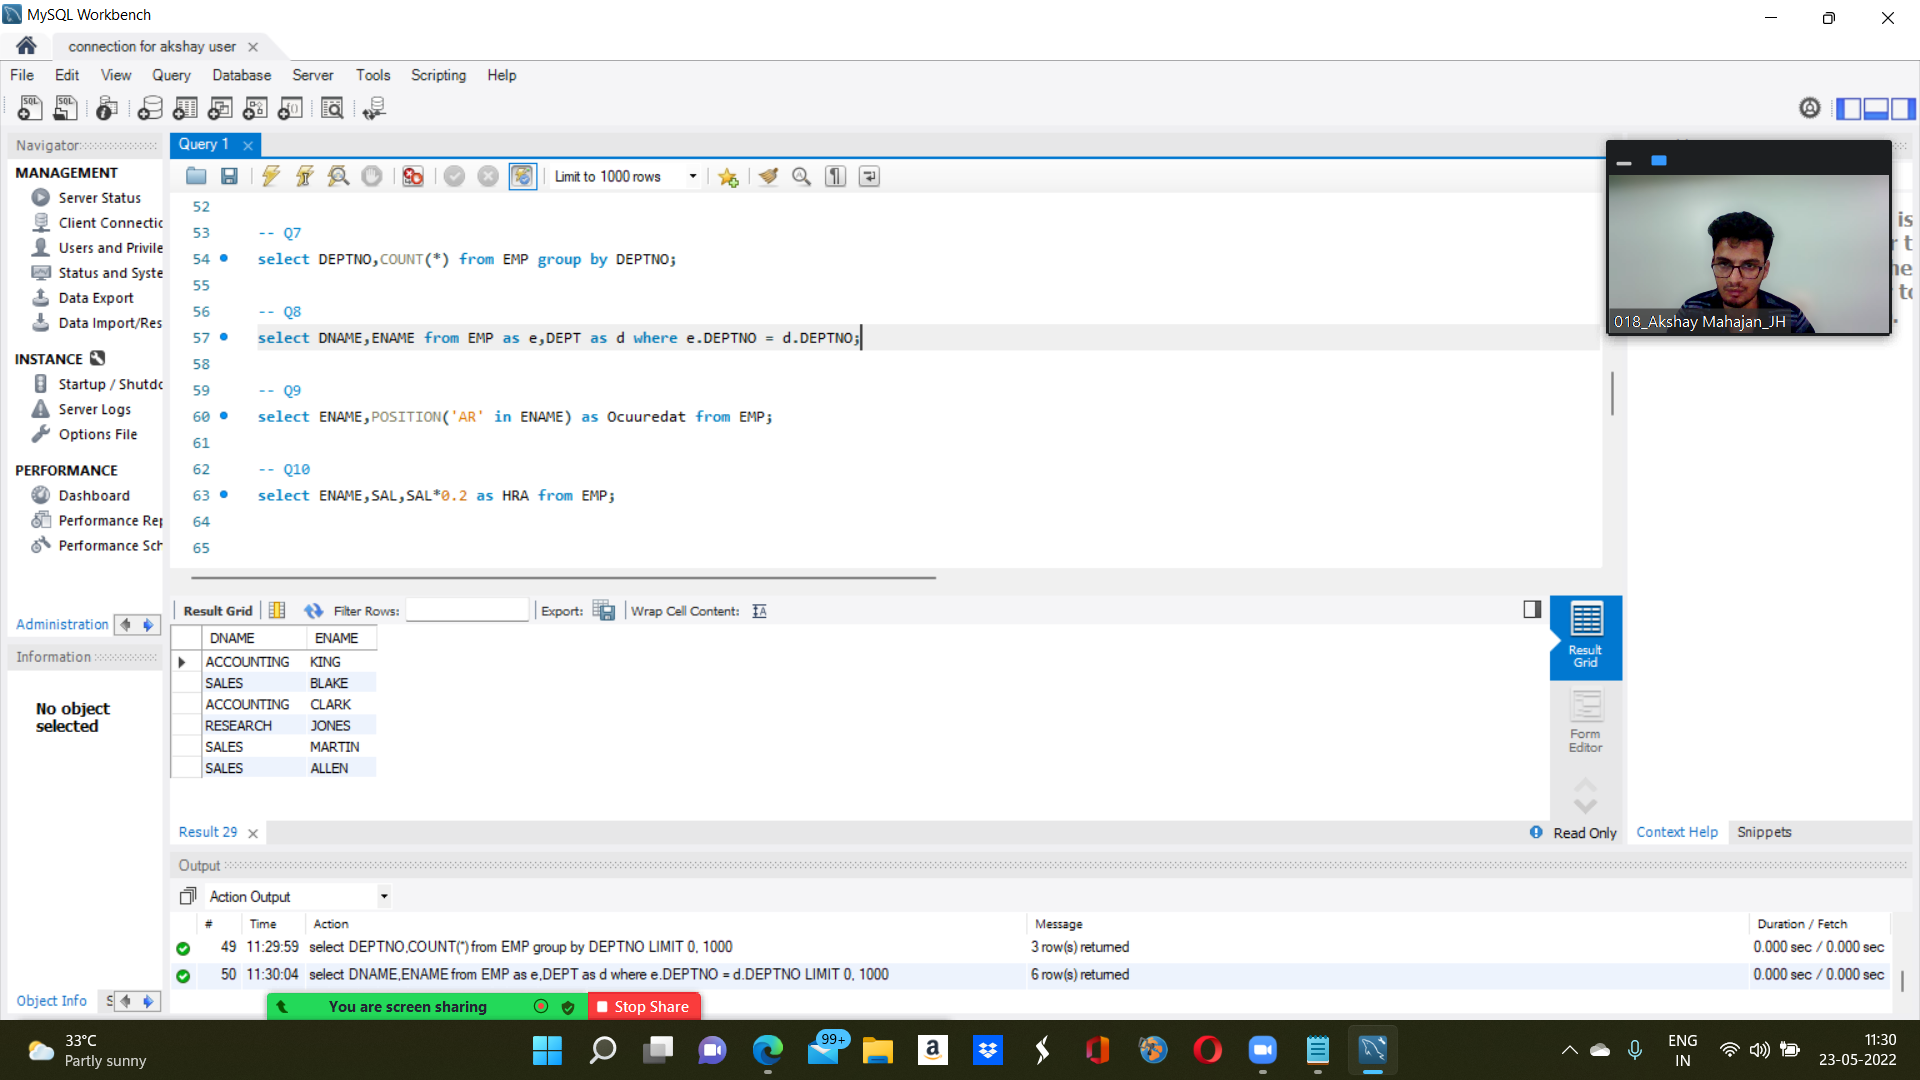 MySQL Workbench
connection for akshay user
File Edit View Query Database Server Tools Scripting Help
Navigator
Query 1
MANAGEMENT
Server Status
Client Connectic
Users and Privile
Status and Syste
Data Export
Data Import/Res
INSTANCE
Startup / Shutdc
Server Logs
Options File
PERFORMANCE
Dashboard
Performance Rep
Performance Sch
Administration
Information
No object
selected
Object Info S
Limit to 1000 rows
52
53 -- Q7
54 select DEPTNO,COUNT(*) from EMP group by DEPTNO;
55
56 -- Q8
57 select DNAME,ENAME from EMP as e,DEPT as d where e.DEPTNO = d.DEPTNO;
58
59 -- Q9
60 select ENAME,POSITION('AR' in ENAME) as Ocuuredat from EMP;
61
62 -- Q10
63 select ENAME,SAL,SAL*0.2 as HRA from EMP;
64
65
018_Akshay Mahajan_JH
Result Grid Filter Rows: Export: Wrap Cell Content:
DNAME ENAME
ACCOUNTING KING
SALES BLAKE
ACCOUNTING CLARK
RESEARCH JONES
SALES MARTIN
SALES ALLEN
Result
Grid
Form
Editor
Result 29
Read Only
Context Help Snippets
Output
Action Output
# Time Action Message Duration / Fetch
49 11:29:59 select DEPTNO,COUNT(*) from EMP group by DEPTNO LIMIT 0, 1000 3 row(s) returned 0.000 sec / 0.000 sec
50 11:30:04 select DNAME,ENAME from EMP as e,DEPT as d where e.DEPTNO = d.DEPTNO LIMIT 0, 1000 6 row(s) returned 0.000 sec / 0.000 sec
You are screen sharing Stop Share
33°C
Partly sunny
99+
ENG
IN
11:30
23-05-2022